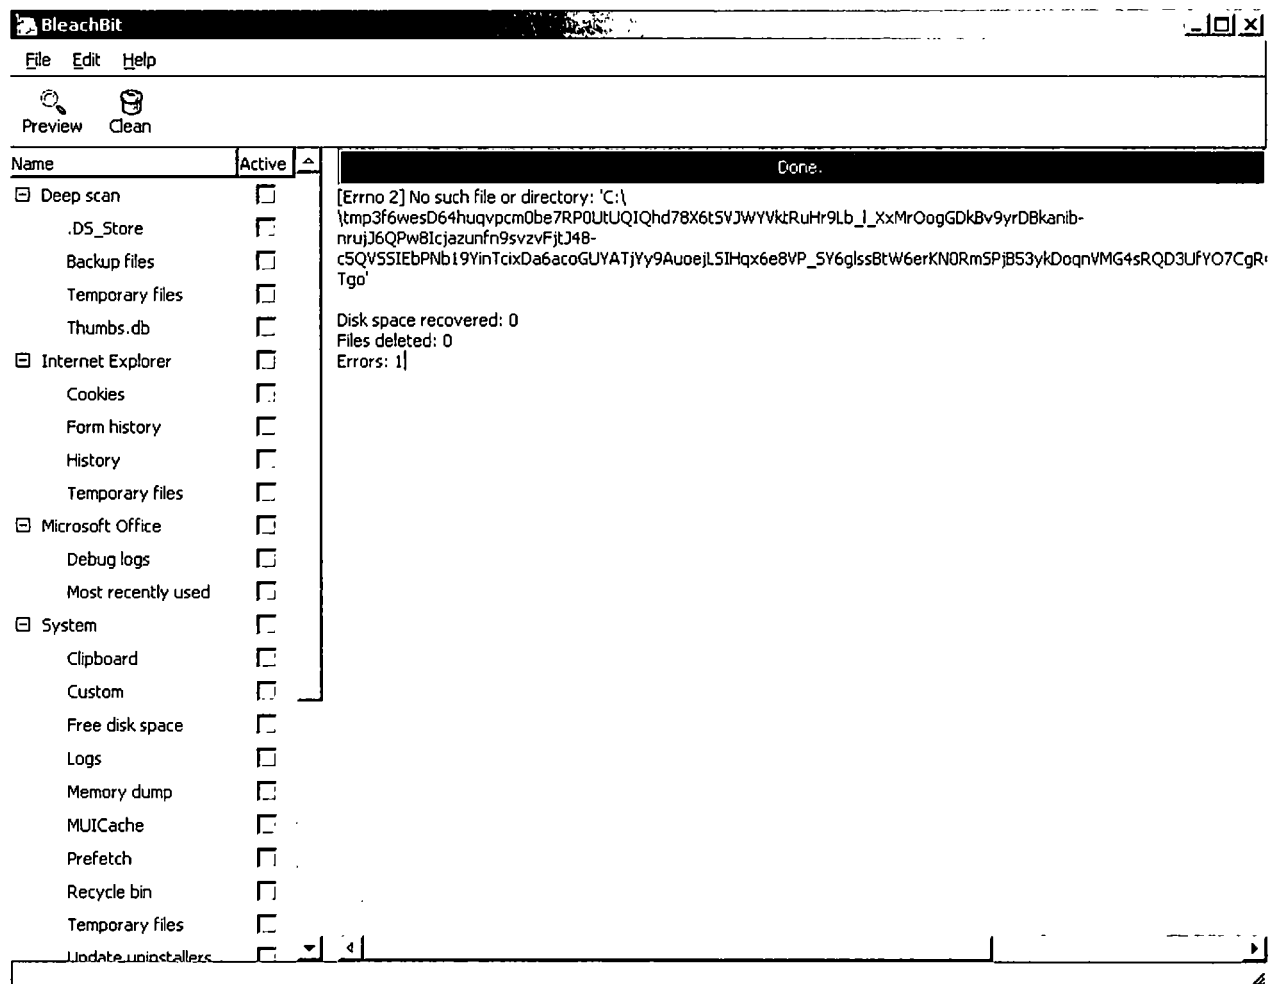 BleachBit
File Edit Help
Preview Clean
Name Active
Done.
Deep scan
.DS_Store
Backup files
Temporary files
Thumbs.db
Internet Explorer
Cookies
Form history
History
Temporary files
Microsoft Office
Debug logs
Most recently used
System
Clipboard
Custom
Free disk space
Logs
Memory dump
MUICache
Prefetch
Recycle bin
Temporary files
Update uninstallers
[Errno 2] No such file or directory: 'C:\
\tmp3f6wesD64huqvpcm0be7RP0UtUQIQhd78X6tSVJWYVktRuHr9Lb_l_XxMrOogGDkBv9yrDBkanib-
nrujJ6QPw8Icjazunfn9svzvFjtJ48-
c5QVSSIEbPNb19YinTcixDa6acoGUYATjYy9AuoejLSIHqx6e8VP_SY6glssBtW6erKN0RmSPjB53ykDoqnVMG4sRQD3UfYO7CgR
Tgo'
Disk space recovered: 0
Files deleted: 0
Errors: 1